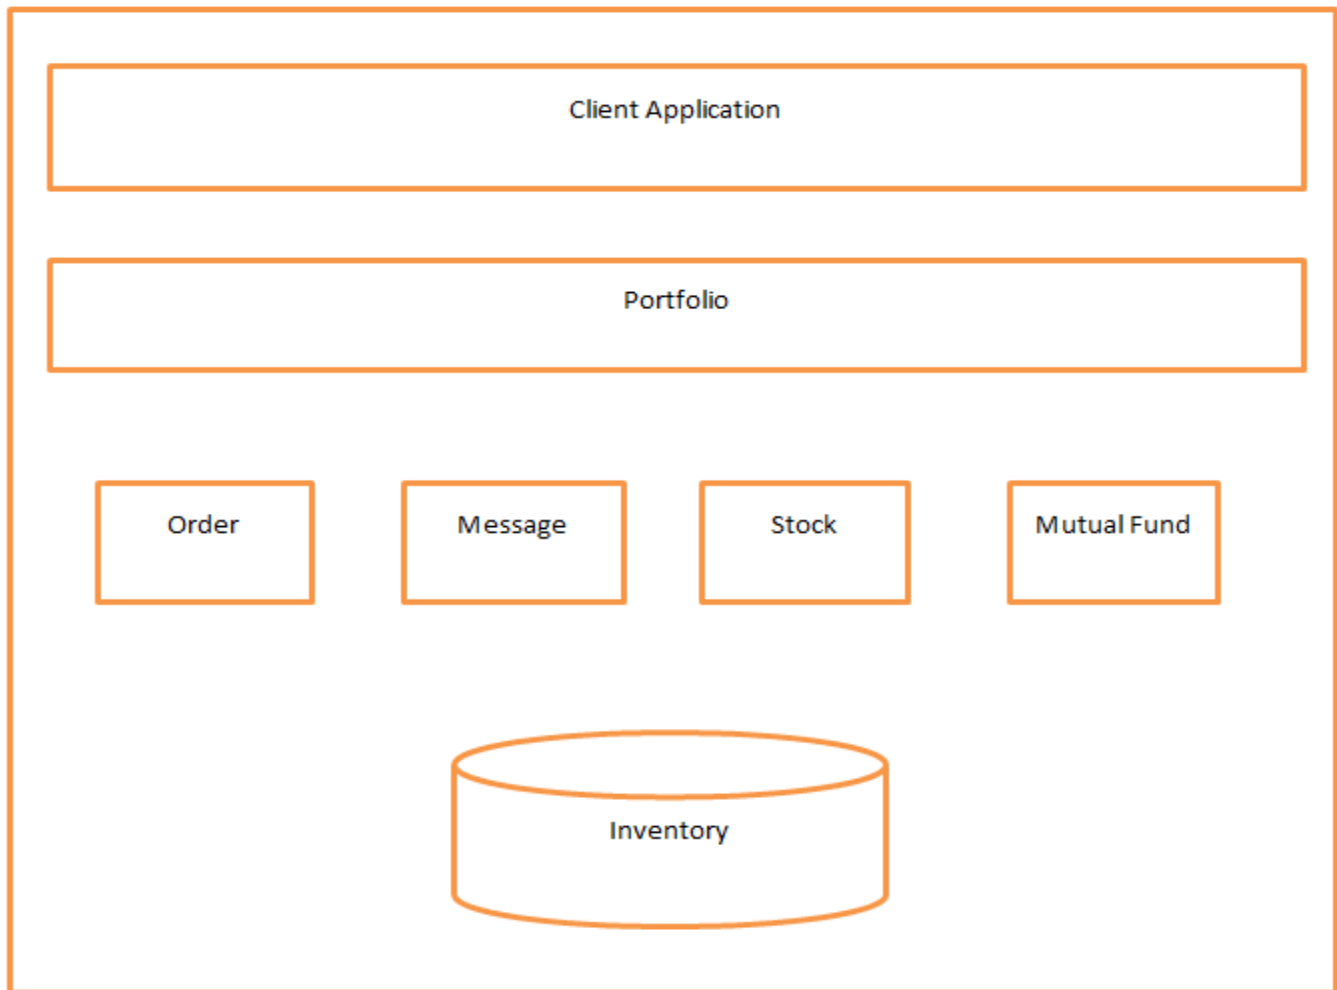 Client Application
Portfolio
Order
Message
Stock
Mutual Fund
Inventory